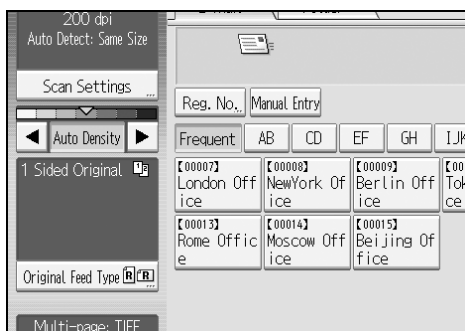 200 dpi
Auto Detect: Same Size
Scan Settings
Reg. No.
Manual Entry
Auto Density
Frequent
AB
CD
EF
GH
IJK
1 Sided Original
[00007]
London Off
ice
[00008]
NewYork Of
ice
[00009]
Berlin Off
ice
[00013]
Rome Offic
e
[00014]
Moscow Off
ice
[00015]
Beijing Of
fice
Original Feed Type
Multi-page: TIFF